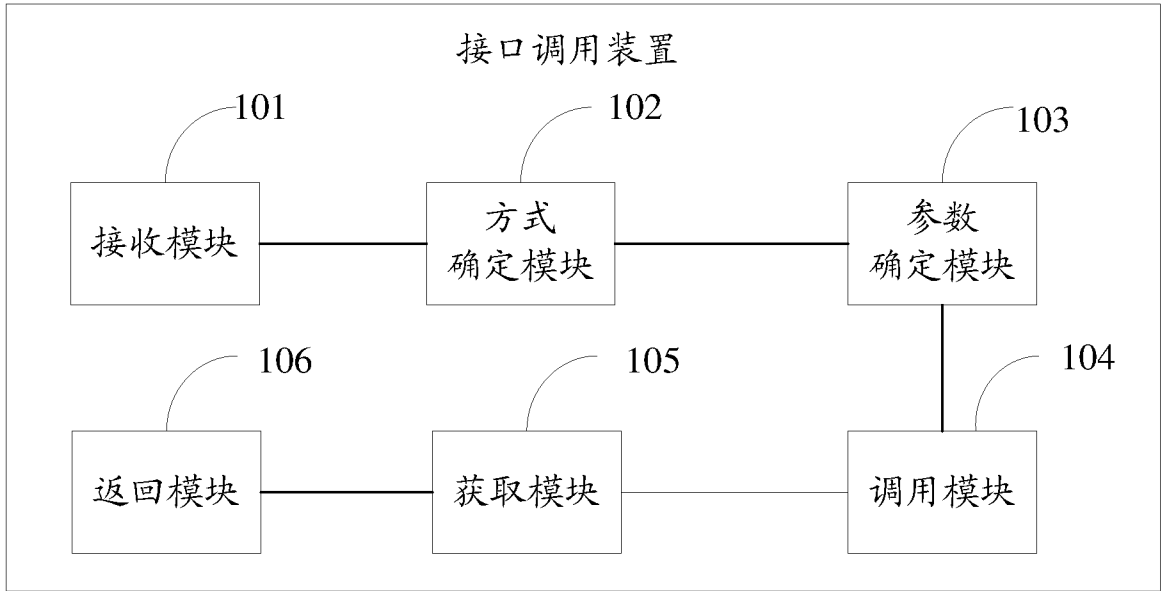 接口调用装置
101
102
103
接收模块
方式
确定模块
参数
确定模块
106
105
104
返回模块
获取模块
调用模块